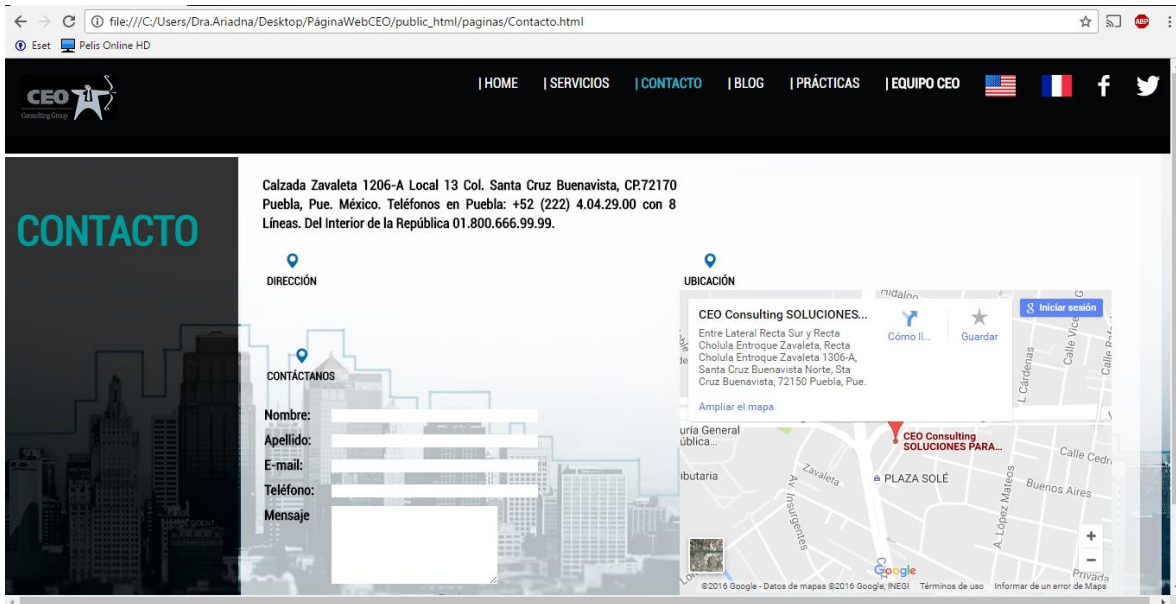 file:///C:/Users/Dra.Ariadna/Desktop/PáginaWebCEO/public_html/paginas/Contacto.html
ABP
Eset Pelis Online HD
CEO
Consulting Group
| HOME | SERVICIOS | CONTACTO | BLOG | PRÁCTICAS | EQUIPO CEO
CONTACTO
Calzada Zavaleta 1206-A Local 13 Col. Santa Cruz Buenavista, CP.72170
Puebla, Pue. México. Teléfonos en Puebla: +52 (222) 4.04.29.00 con 8
Líneas. Del Interior de la República 01.800.666.99.99.
DIRECCIÓN
CONTÁCTANOS
Nombre:
Apellido:
E-mail:
Teléfono:
Mensaje
UBICACIÓN
Hidalgo
CEO Consulting SOLUCIONES...
Entre Lateral Recta Sur y Recta
Cholula Entroque Zavaleta, Recta
Cholula Entroque Zavaleta 1306-A,
Santa Cruz Buenavista Norte, Sta
Cruz Buenavista, 72150 Puebla, Pue.
Ampliar el mapa
Cómo ll...
Guardar
Iniciar sesión
Calle Vice
L Cárdenas
uría General
ública...
CEO Consulting
SOLUCIONES PARA...
Calle Cedr
ibutaria
Zavaleta
PLAZA SOLÉ
Av. Insurgentes
A. López Mateos
Buenos Aires
Privada
Google
©2016 Google - Datos de mapas ©2016 Google, INEGI Términos de uso Informar de un error de Maps